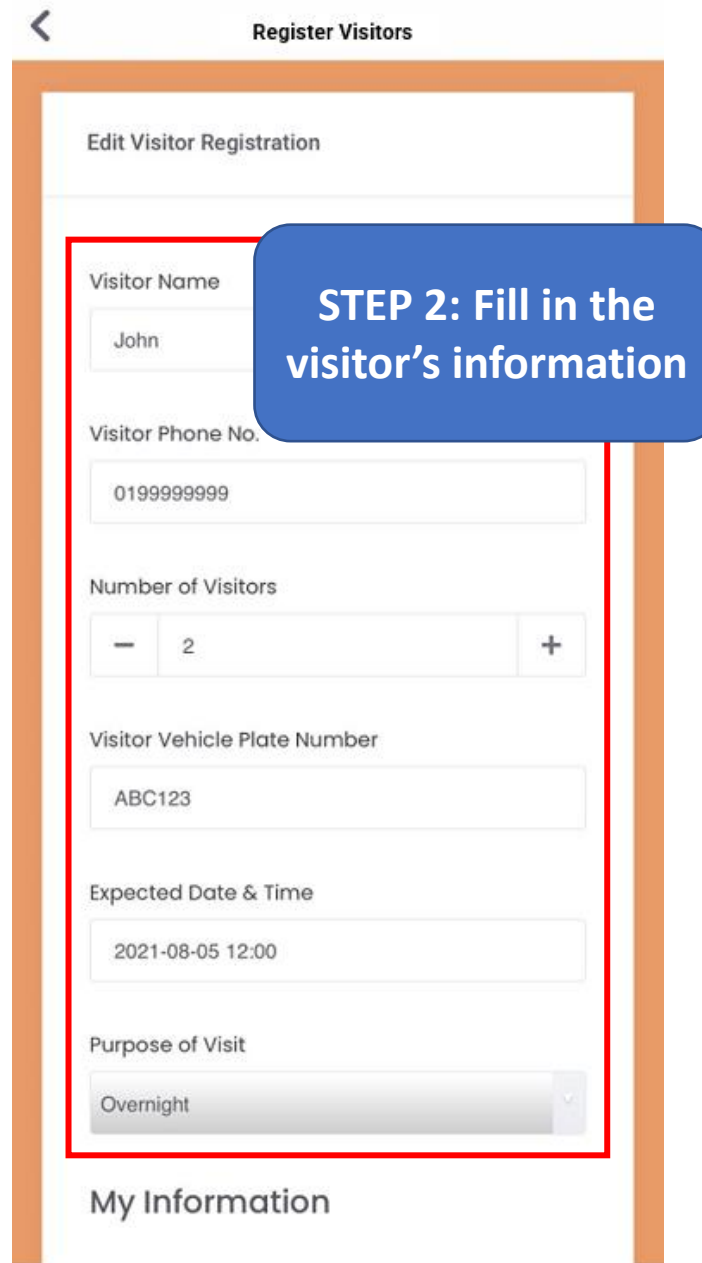 Register Visitors
Edit Visitor Registration
STEP 2: Fill in the
visitor’s information
Visitor Name
John
Visitor Phone No.
0199999999
Number of Visitors
− 2 +
Visitor Vehicle Plate Number
ABC123
Expected Date & Time
2021-08-05 12:00
Purpose of Visit
Overnight
My Information